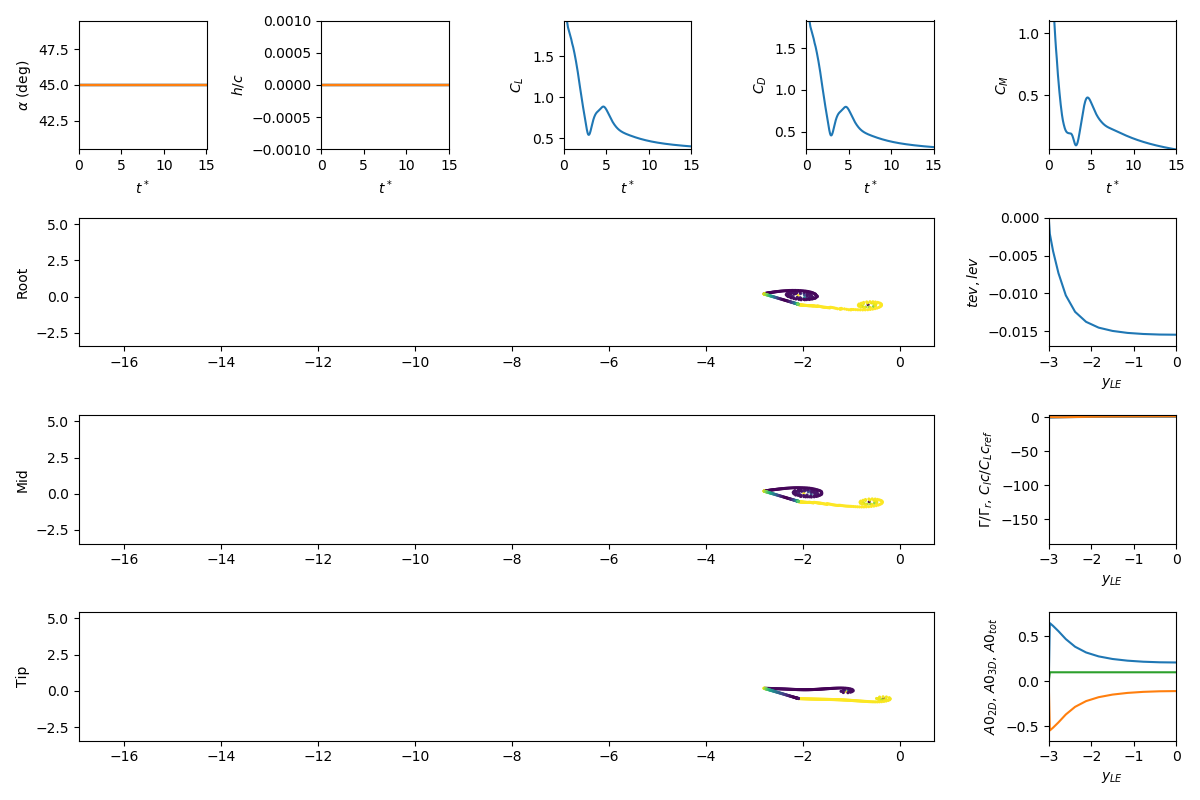 α (deg)
47.5
45.0
42.5
0 5 10 15
t*
h/c
0.0010
0.0005
0.0000
−0.0005
−0.0010
0 5 10 15
t*
C_L
1.5
1.0
0.5
0 5 10 15
t*
C_D
1.5
1.0
0.5
0 5 10 15
t*
C_M
1.0
0.5
0 5 10 15
t*
Root
5.0
2.5
0.0
−2.5
−16 −14 −12 −10 −8 −6 −4 −2 0
tev, lev
0.000
−0.005
−0.010
−0.015
−3 −2 −1 0
y_LE
Mid
5.0
2.5
0.0
−2.5
−16 −14 −12 −10 −8 −6 −4 −2 0
Γ/Γ_r, C_lc/C_Lc_ref
0
−50
−100
−150
−3 −2 −1 0
y_LE
Tip
5.0
2.5
0.0
−2.5
−16 −14 −12 −10 −8 −6 −4 −2 0
A0_2D, A0_3D, A0_tot
0.5
0.0
−0.5
−3 −2 −1 0
y_LE